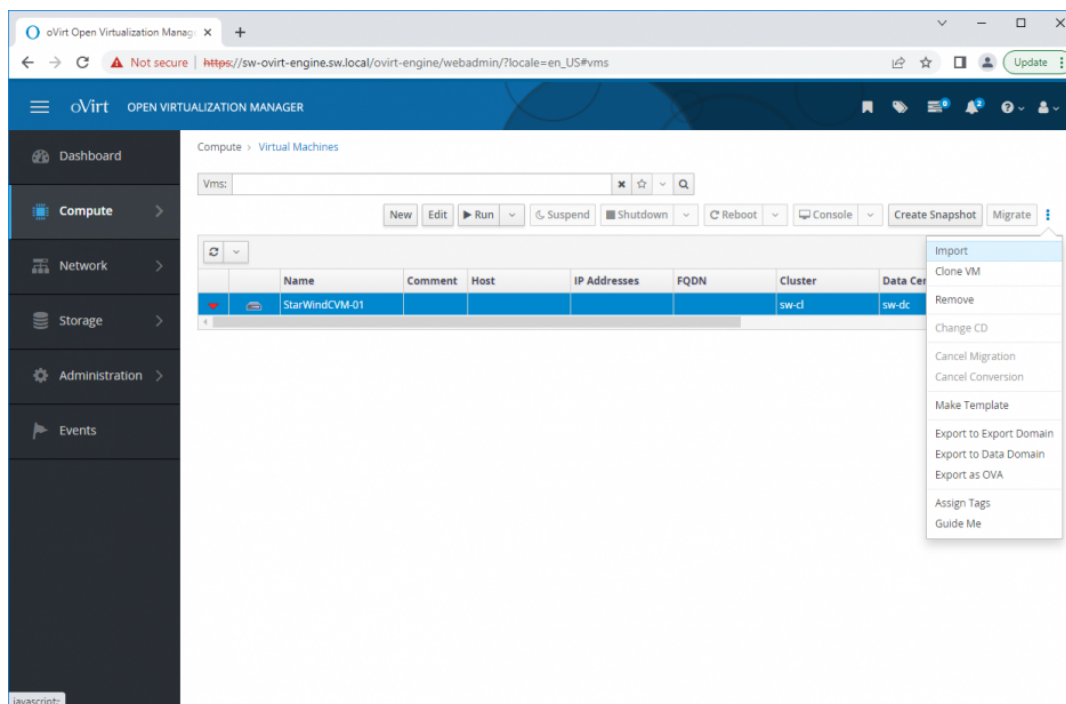 oVirt Open Virtualization Manag
Not secure https://sw-ovirt-engine.sw.local/ovirt-engine/webadmin/?locale=en_US#vms Update
oVirt OPEN VIRTUALIZATION MANAGER 0 2
Dashboard
Compute
Network
Storage
Administration
Events
Compute > Virtual Machines
Vms:
New Edit Run Suspend Shutdown Reboot Console Create Snapshot Migrate
Name Comment Host IP Addresses FQDN Cluster Data Cen
StarWindCVM-01 sw-cl sw-dc
Import
Clone VM
Remove
Change CD
Cancel Migration
Cancel Conversion
Make Template
Export to Export Domain
Export to Data Domain
Export as OVA
Assign Tags
Guide Me
javascript: